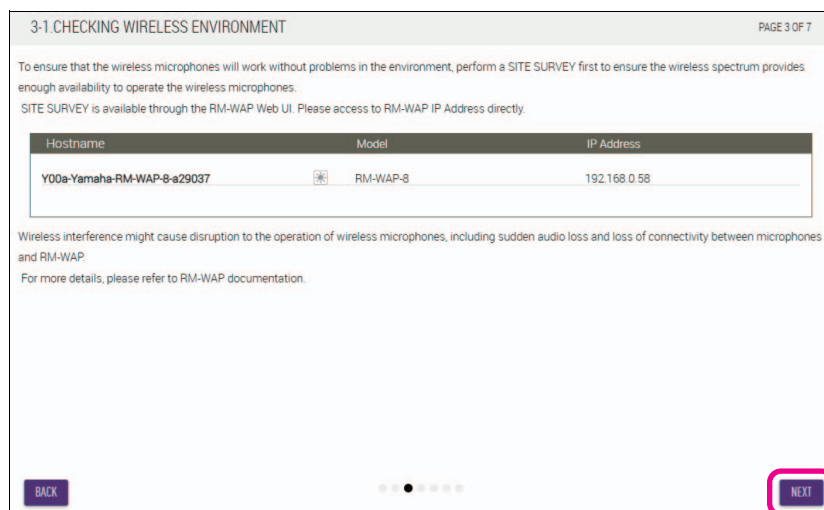 3-1.CHECKING WIRELESS ENVIRONMENT
PAGE 3 OF 7
To ensure that the wireless microphones will work without problems in the environment, perform a SITE SURVEY first to ensure the wireless spectrum provides
enough availability to operate the wireless microphones.
SITE SURVEY is available through the RM-WAP Web UI. Please access to RM-WAP IP Address directly.
Hostname Model IP Address
Y00a-Yamaha-RM-WAP-8-a29037 RM-WAP-8 192.168.0.58
Wireless interference might cause disruption to the operation of wireless microphones, including sudden audio loss and loss of connectivity between microphones
and RM-WAP.
For more details, please refer to RM-WAP documentation.
BACK
NEXT